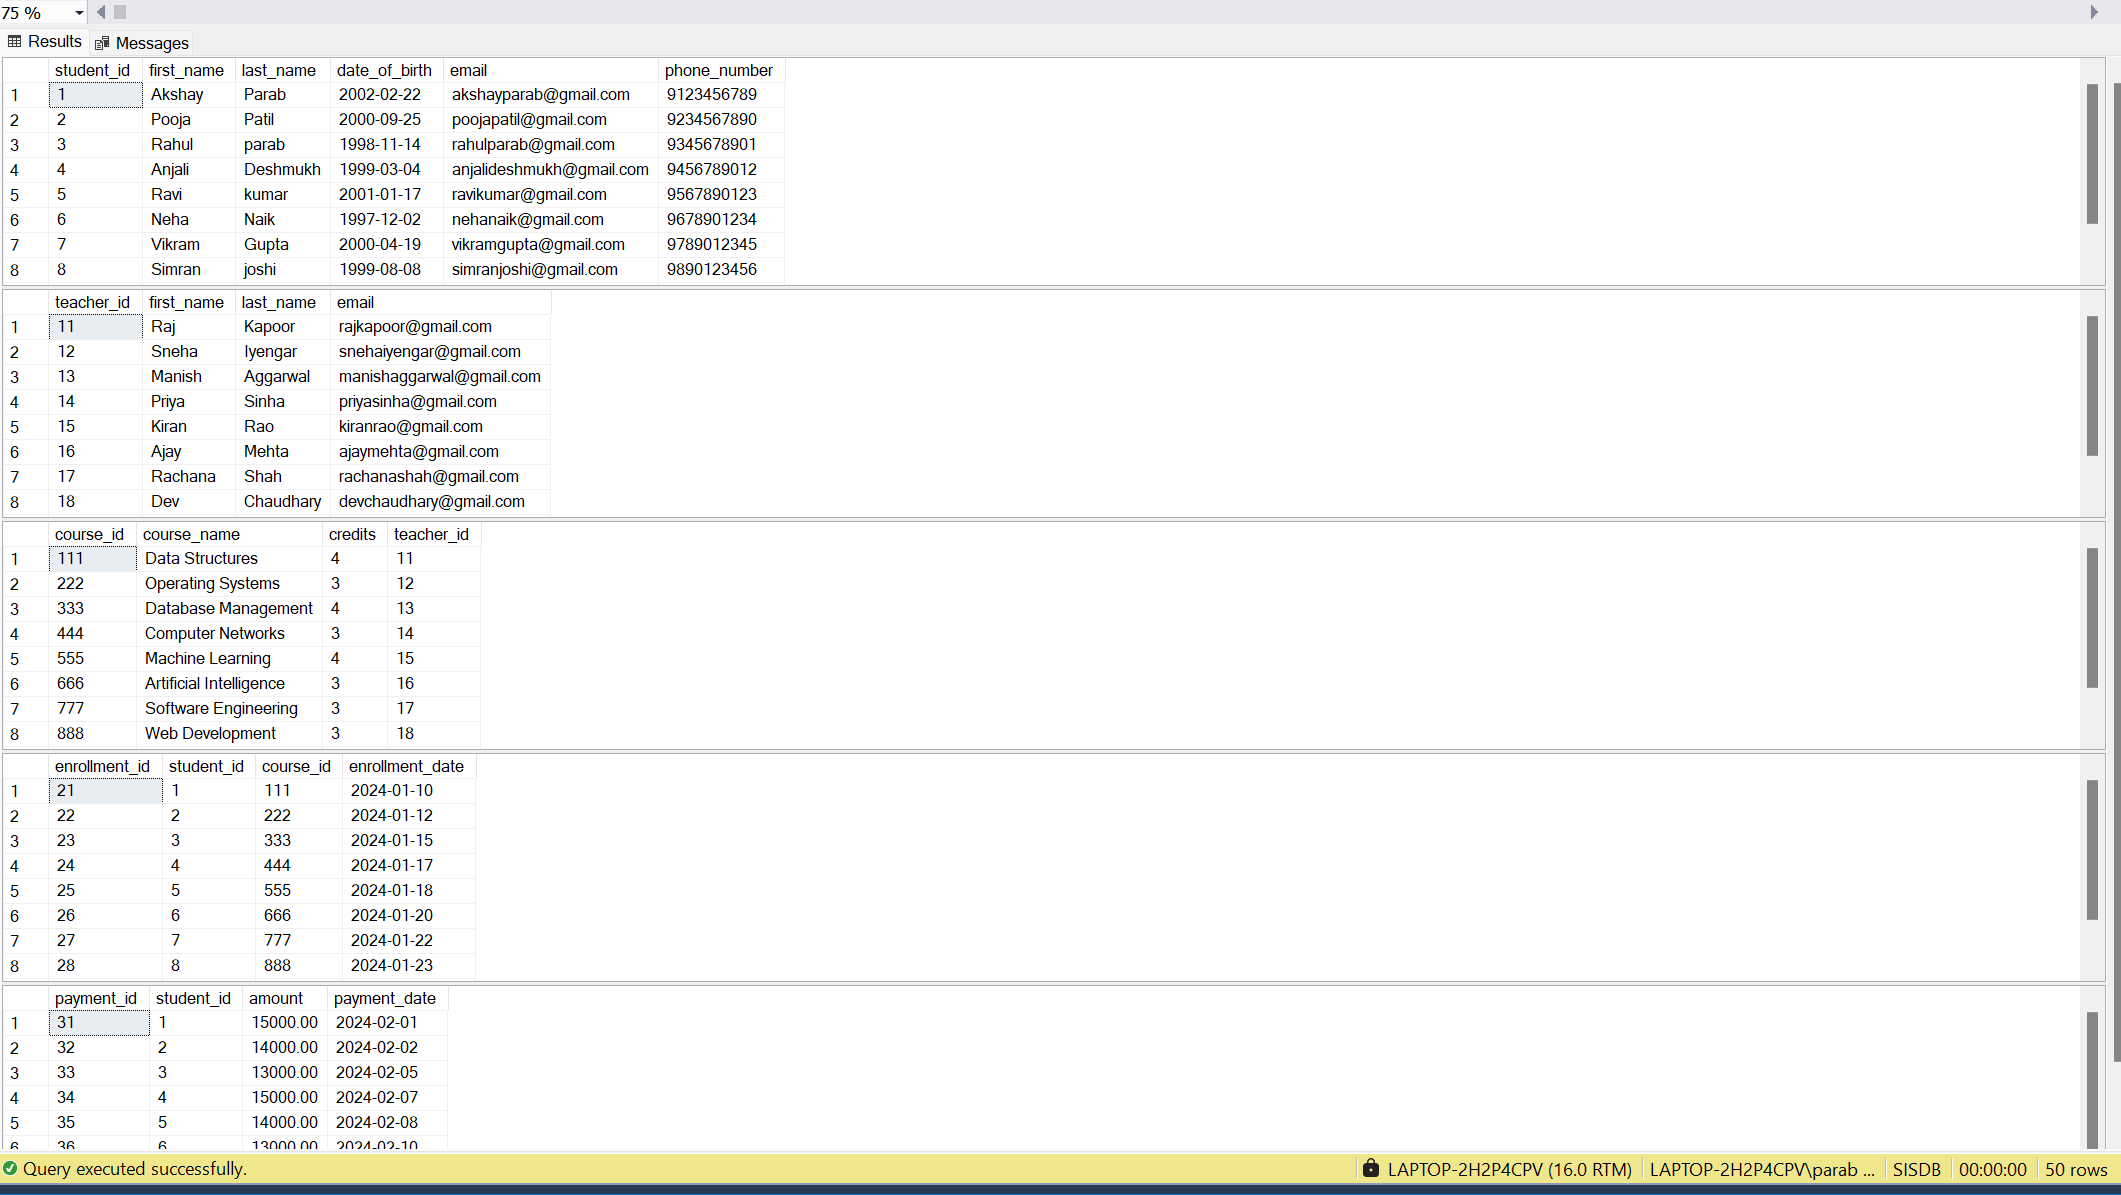 75 %
Results Messages
student_id first_name last_name date_of_birth email phone_number
1 1 Akshay Parab 2002-02-22 akshayparab@gmail.com 9123456789
2 2 Pooja Patil 2000-09-25 poojapatil@gmail.com 9234567890
3 3 Rahul parab 1998-11-14 rahulparab@gmail.com 9345678901
4 4 Anjali Deshmukh 1999-03-04 anjalideshmukh@gmail.com 9456789012
5 5 Ravi kumar 2001-01-17 ravikumar@gmail.com 9567890123
6 6 Neha Naik 1997-12-02 nehanaik@gmail.com 9678901234
7 7 Vikram Gupta 2000-04-19 vikramgupta@gmail.com 9789012345
8 8 Simran joshi 1999-08-08 simranjoshi@gmail.com 9890123456
teacher_id first_name last_name email
1 11 Raj Kapoor rajkapoor@gmail.com
2 12 Sneha Iyengar snehaiyengar@gmail.com
3 13 Manish Aggarwal manishaggarwal@gmail.com
4 14 Priya Sinha priyasinha@gmail.com
5 15 Kiran Rao kiranrao@gmail.com
6 16 Ajay Mehta ajaymehta@gmail.com
7 17 Rachana Shah rachanashah@gmail.com
8 18 Dev Chaudhary devchaudhary@gmail.com
course_id course_name credits teacher_id
1 111 Data Structures 4 11
2 222 Operating Systems 3 12
3 333 Database Management 4 13
4 444 Computer Networks 3 14
5 555 Machine Learning 4 15
6 666 Artificial Intelligence 3 16
7 777 Software Engineering 3 17
8 888 Web Development 3 18
enrollment_id student_id course_id enrollment_date
1 21 1 111 2024-01-10
2 22 2 222 2024-01-12
3 23 3 333 2024-01-15
4 24 4 444 2024-01-17
5 25 5 555 2024-01-18
6 26 6 666 2024-01-20
7 27 7 777 2024-01-22
8 28 8 888 2024-01-23
payment_id student_id amount payment_date
1 31 1 15000.00 2024-02-01
2 32 2 14000.00 2024-02-02
3 33 3 13000.00 2024-02-05
4 34 4 15000.00 2024-02-07
5 35 5 14000.00 2024-02-08
6 36 6 13000.00 2024-02-10
Query executed successfully. LAPTOP-2H2P4CPV (16.0 RTM) LAPTOP-2H2P4CPV\parab ... SISDB 00:00:00 50 rows